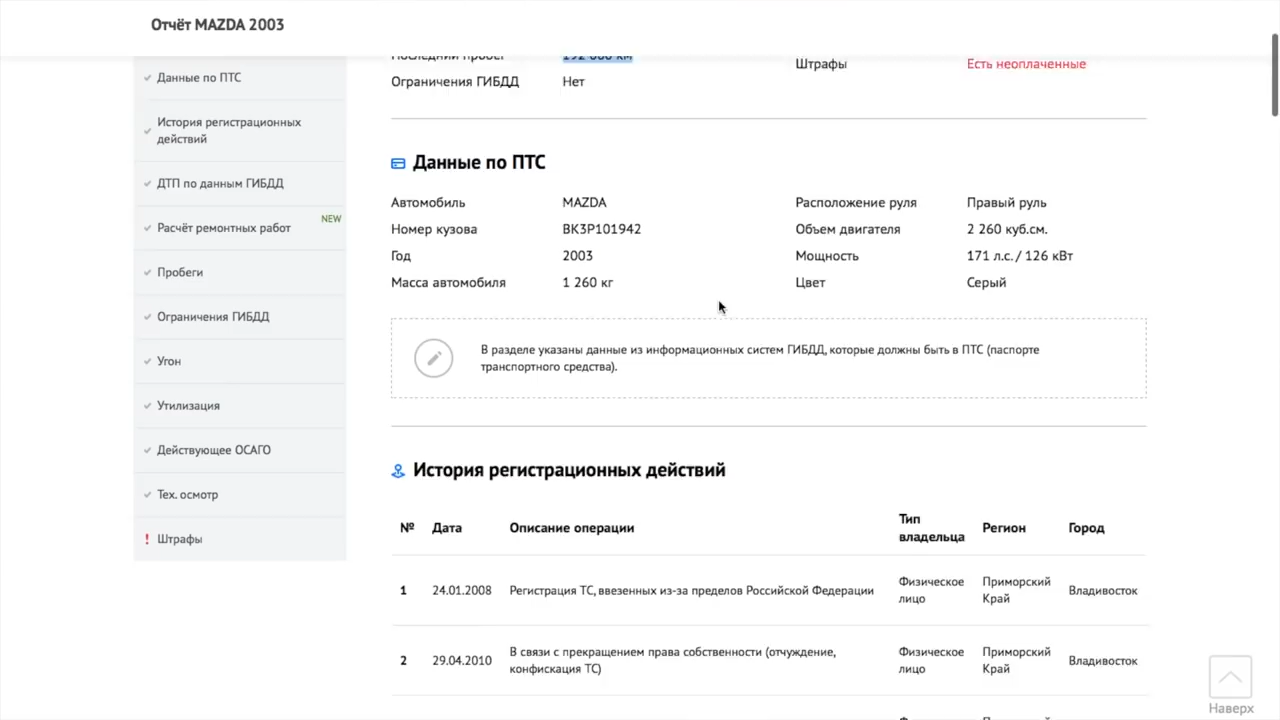 Отчёт MAZDA 2003
Данные по ПТС
История регистрационных
действий
ДТП по данным ГИБДД
NEW
Расчёт ремонтных работ
Пробеги
Ограничения ГИБДД
Угон
Утилизация
Действующее ОСАГО
Тех. осмотр
! Штрафы
Последний пробег
Штрафы Есть неоплаченные
Ограничения ГИБДД Нет
Данные по ПТС
Автомобиль MAZDA Расположение руля Правый руль
Номер кузова BK3P101942 Объем двигателя 2 260 куб.см.
Год 2003 Мощность 171 л.с. / 126 кВт
Масса автомобиля 1 260 кг Цвет Серый
В разделе указаны данные из информационных систем ГИБДД, которые должны быть в ПТС (паспорте
транспортного средства).
История регистрационных действий
№ Дата Описание операции Тип
владельца Регион Город
1 24.01.2008 Регистрация ТС, ввезенных из-за пределов Российской Федерации Физическое
лицо Приморский
Край Владивосток
2 29.04.2010 В связи с прекращением права собственности (отчуждение,
конфискация ТС) Физическое
лицо Приморский
Край Владивосток
Наверх